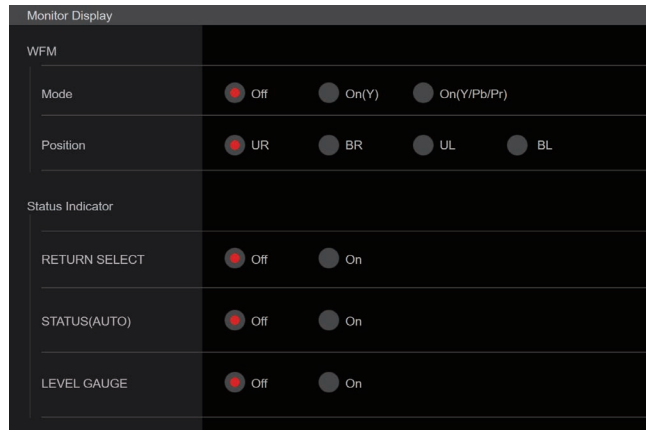 Monitor Display
WFM
Mode Off On(Y) On(Y/Pb/Pr)
Position UR BR UL BL
Status Indicator
RETURN SELECT Off On
STATUS(AUTO) Off On
LEVEL GAUGE Off On